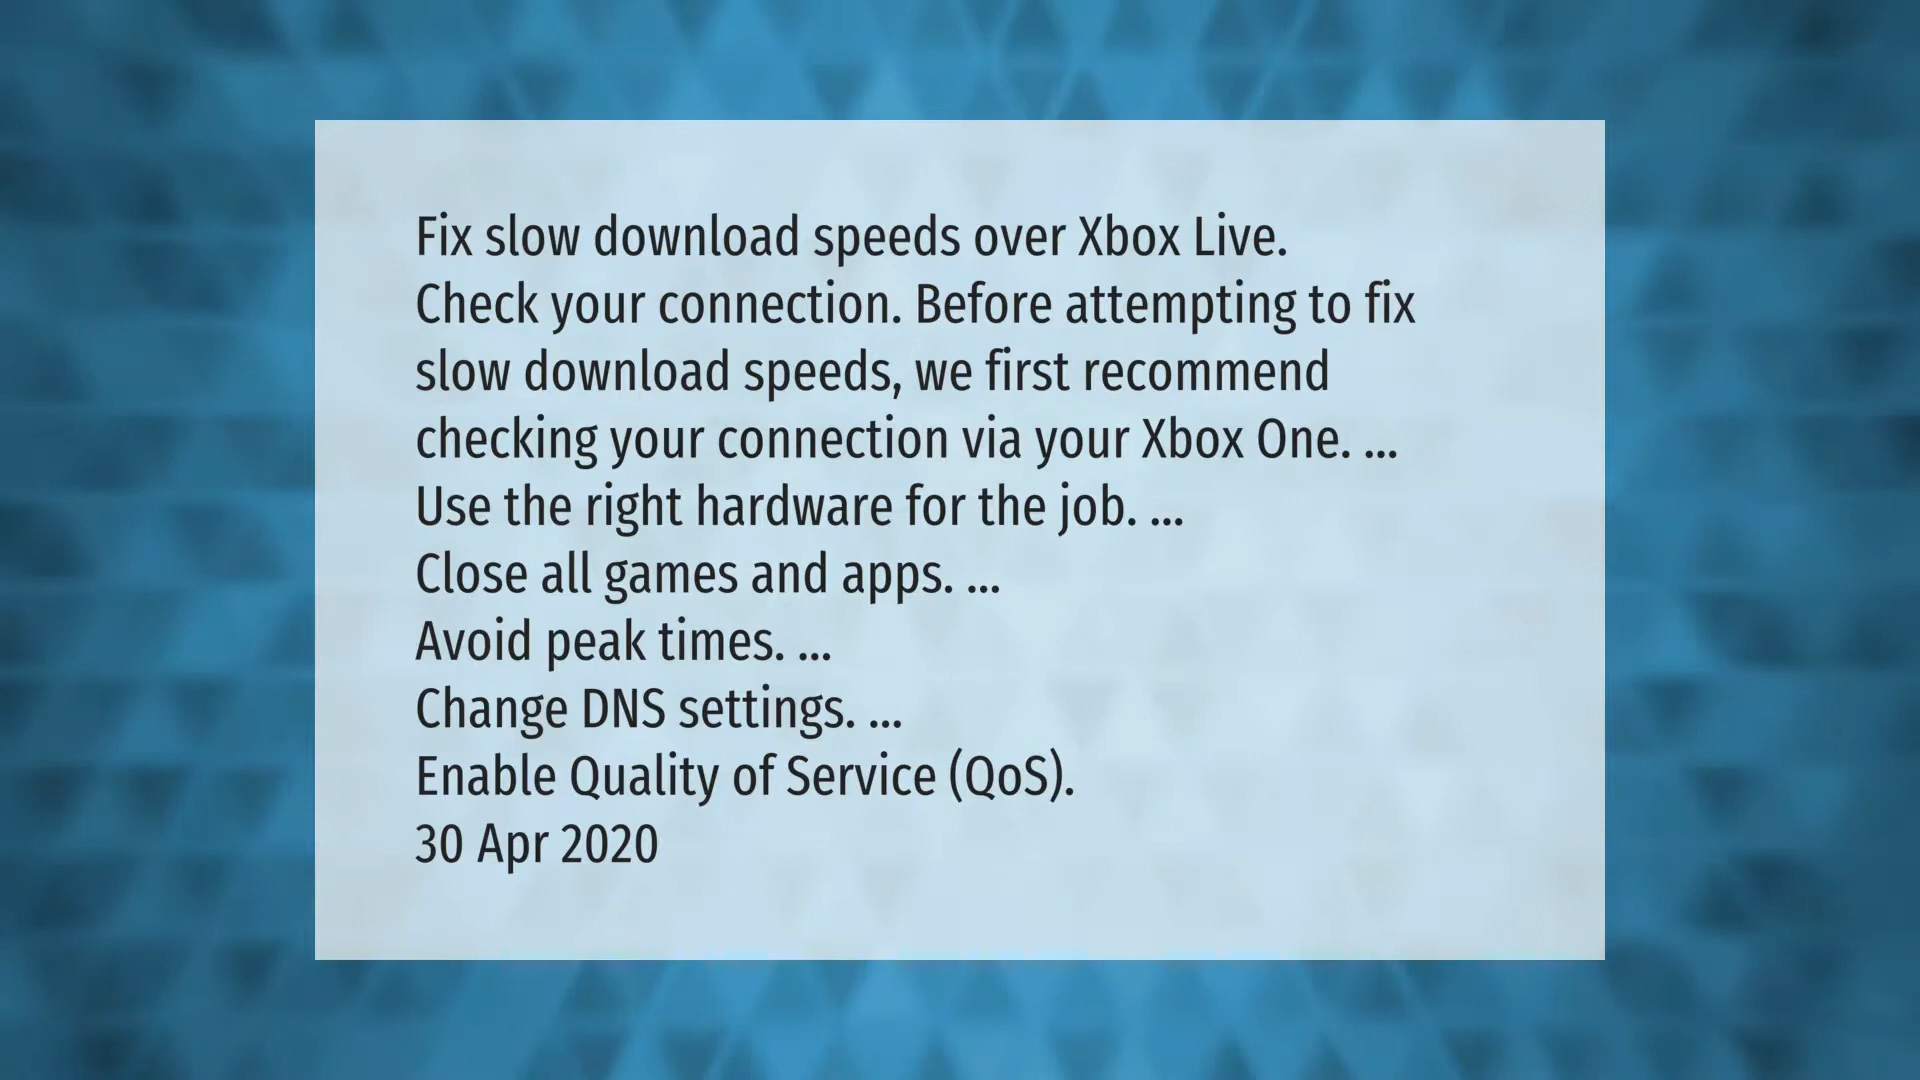 Fix slow download speeds over Xbox Live.
Check your connection. Before attempting to fix
slow download speeds, we first recommend
checking your connection via your Xbox One. ...
Use the right hardware for the job. ...
Close all games and apps. ...
Avoid peak times. ...
Change DNS settings. ...
Enable Quality of Service (QoS).
30 Apr 2020